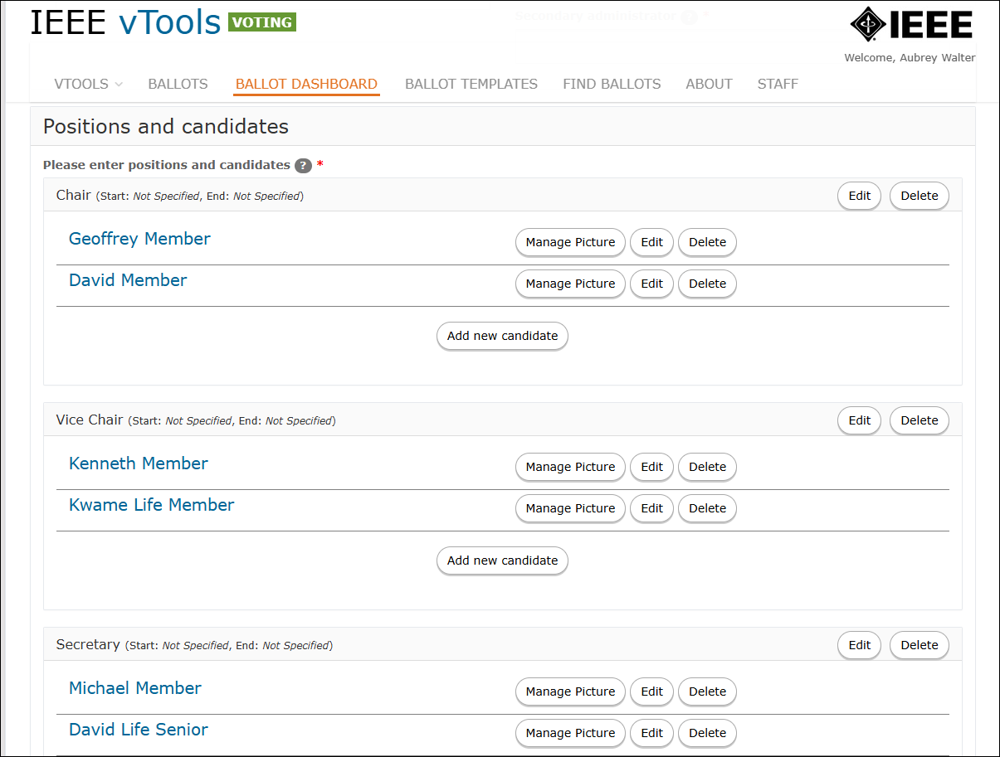 IEEE vTools VOTING
Secondary administrator
IEEE
Welcome, Aubrey Walter
VTOOLS BALLOTS BALLOT DASHBOARD BALLOT TEMPLATES FIND BALLOTS ABOUT STAFF
Positions and candidates
Please enter positions and candidates ? *
Chair (Start: Not Specified, End: Not Specified) Edit Delete
Geoffrey Member Manage Picture Edit Delete
David Member Manage Picture Edit Delete
Add new candidate
Vice Chair (Start: Not Specified, End: Not Specified) Edit Delete
Kenneth Member Manage Picture Edit Delete
Kwame Life Member Manage Picture Edit Delete
Add new candidate
Secretary (Start: Not Specified, End: Not Specified) Edit Delete
Michael Member Manage Picture Edit Delete
David Life Senior Manage Picture Edit Delete